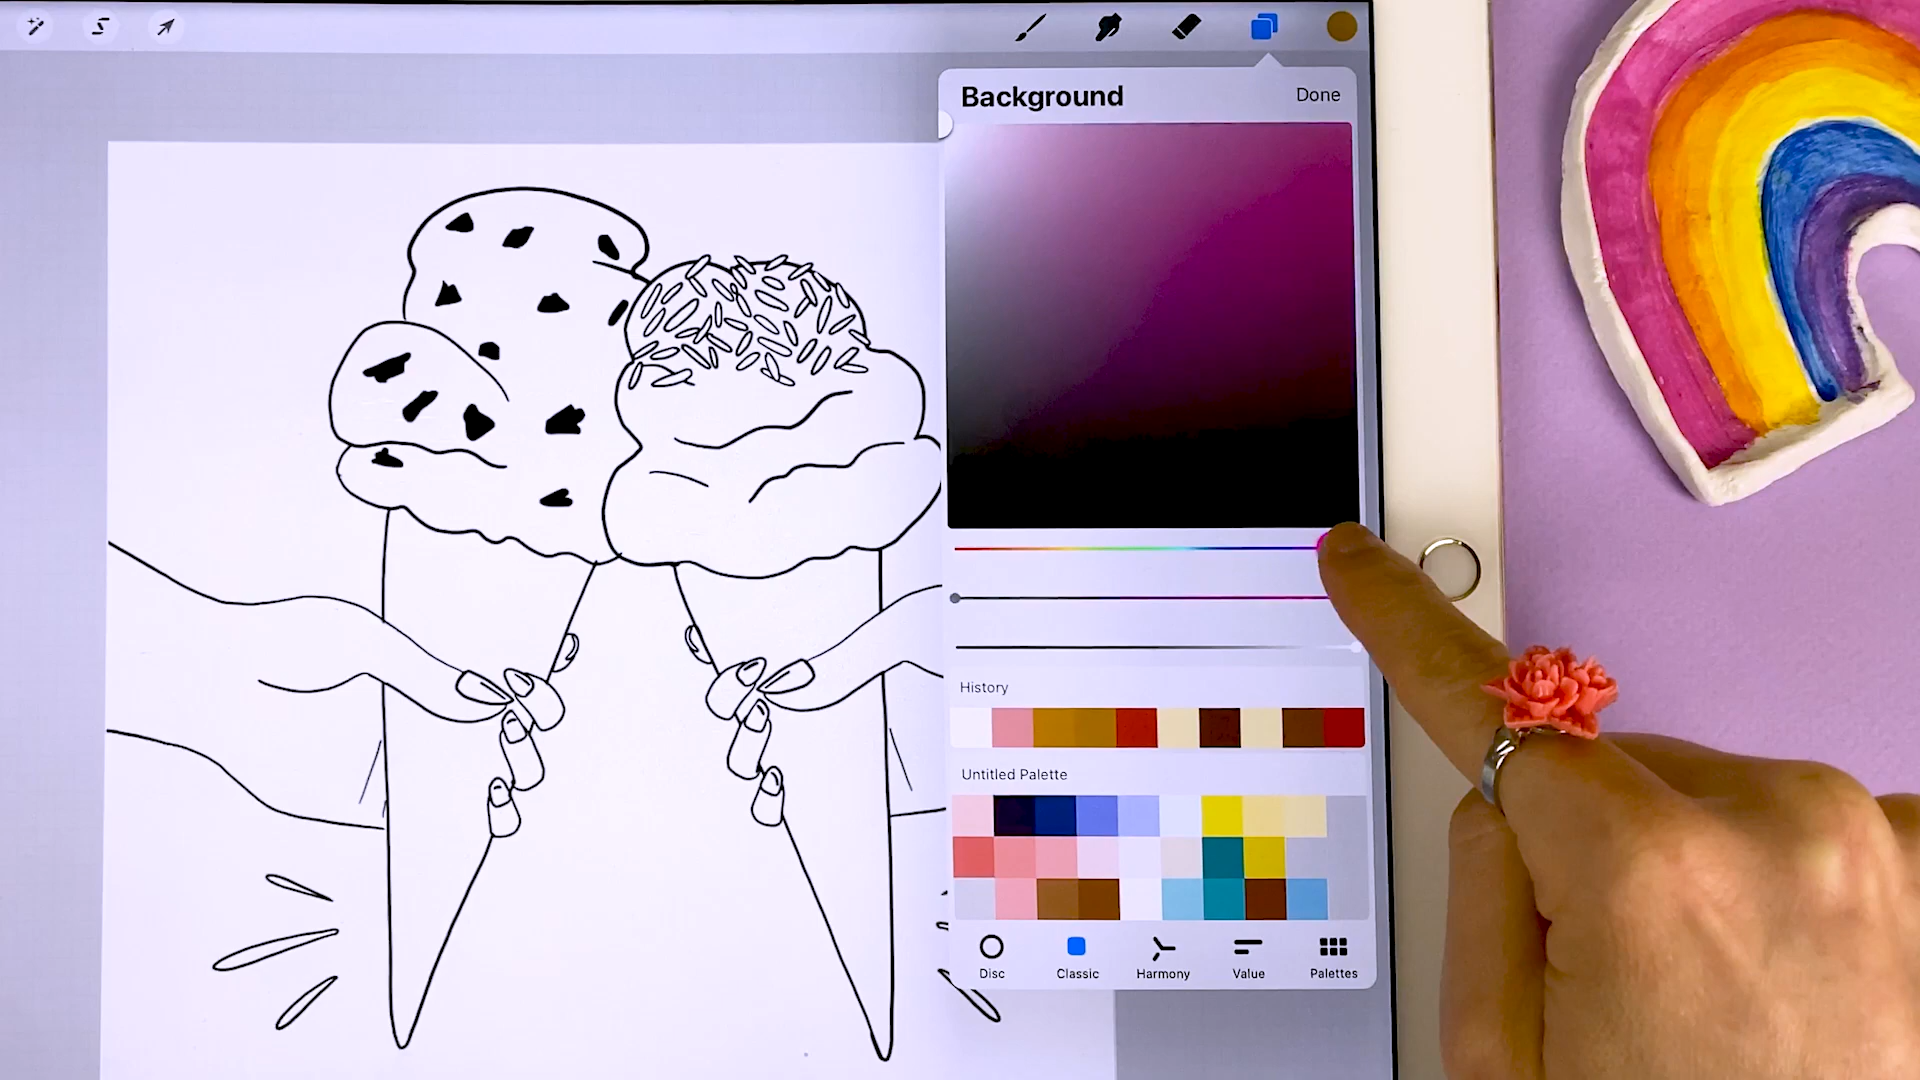 Background
Done
History
Untitled Palette
Disc
Classic
Harmony
Value
Palettes